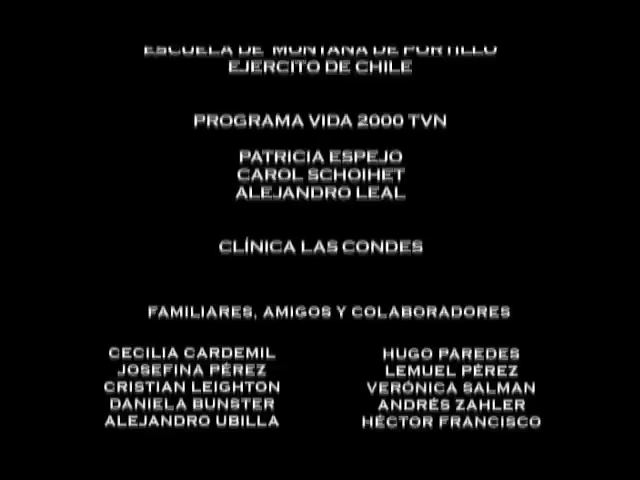 ESCUELA DE MONTAÑA DE PORTILLO
EJERCITO DE CHILE
PROGRAMA VIDA 2000 TVN
PATRICIA ESPEJO
CAROL SCHOIHET
ALEJANDRO LEAL
CLÍNICA LAS CONDES
FAMILIARES, AMIGOS Y COLABORADORES
CECILIA CARDEMIL
JOSEFINA PÉREZ
CRISTIAN LEIGHTON
DANIELA BUNSTER
ALEJANDRO UBILLA
HUGO PAREDES
LEMUEL PÉREZ
VERÓNICA SALMAN
ANDRÉS ZAHLER
HÉCTOR FRANCISCO